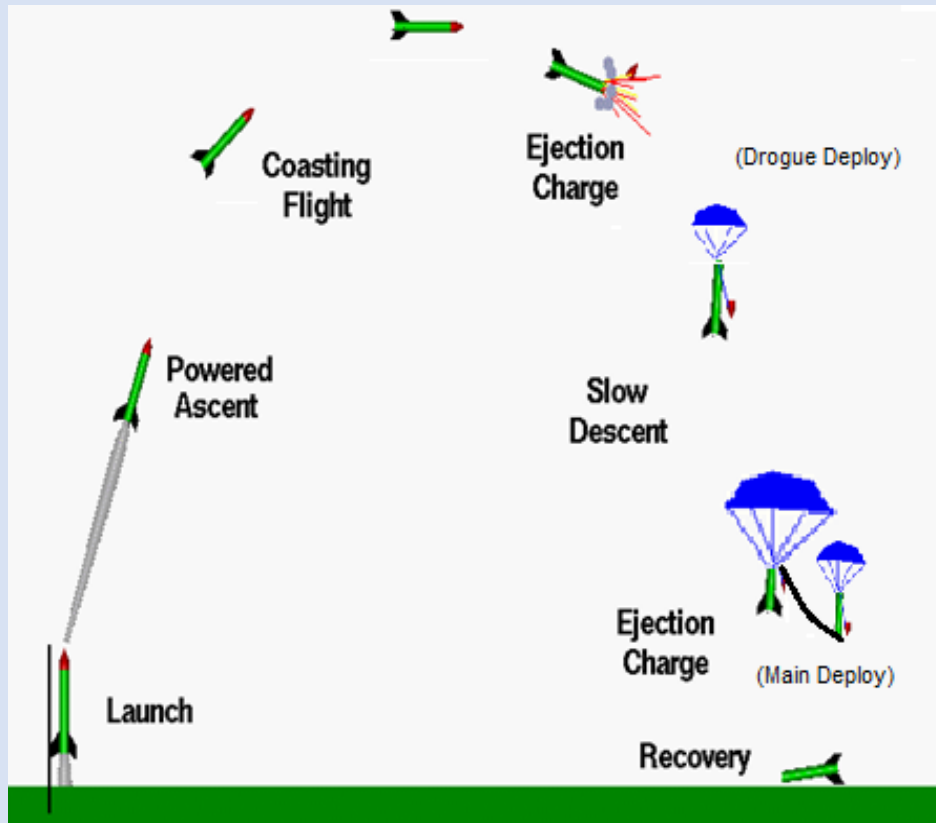 Coasting
Flight
Ejection
Charge
(Drogue Deploy)
Powered
Ascent
Slow
Descent
Ejection
Charge
(Main Deploy)
Launch
Recovery